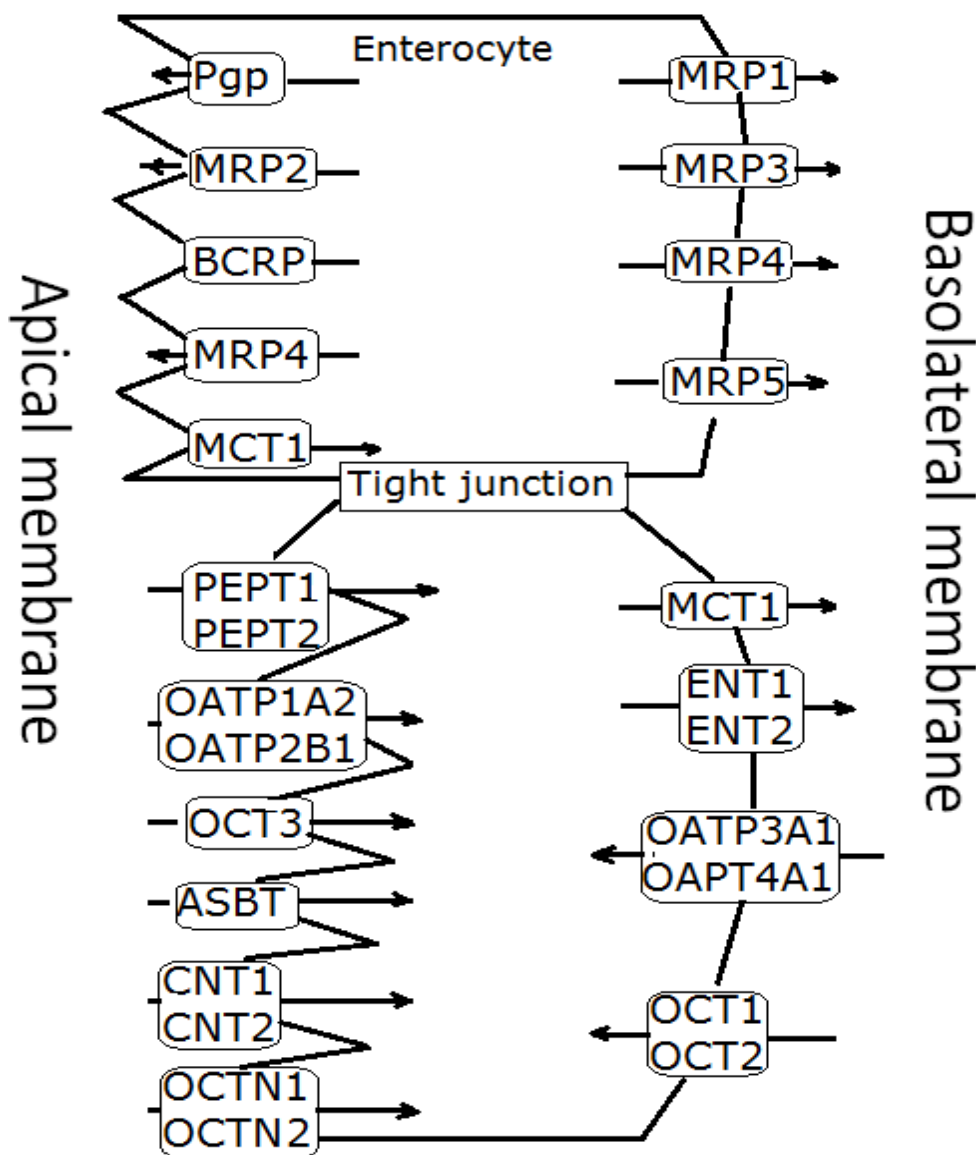 Enterocyte
Pgp
MRP2
BCRP
MRP4
MCT1
MRP1
MRP3
MRP4
MRP5
Apical membrane
Basolateral membrane
Tight junction
PEPT1
PEPT2
OATP1A2
OATP2B1
OCT3
ASBT
CNT1
CNT2
OCTN1
OCTN2
MCT1
ENT1
ENT2
OATP3A1
OAPT4A1
OCT1
OCT2